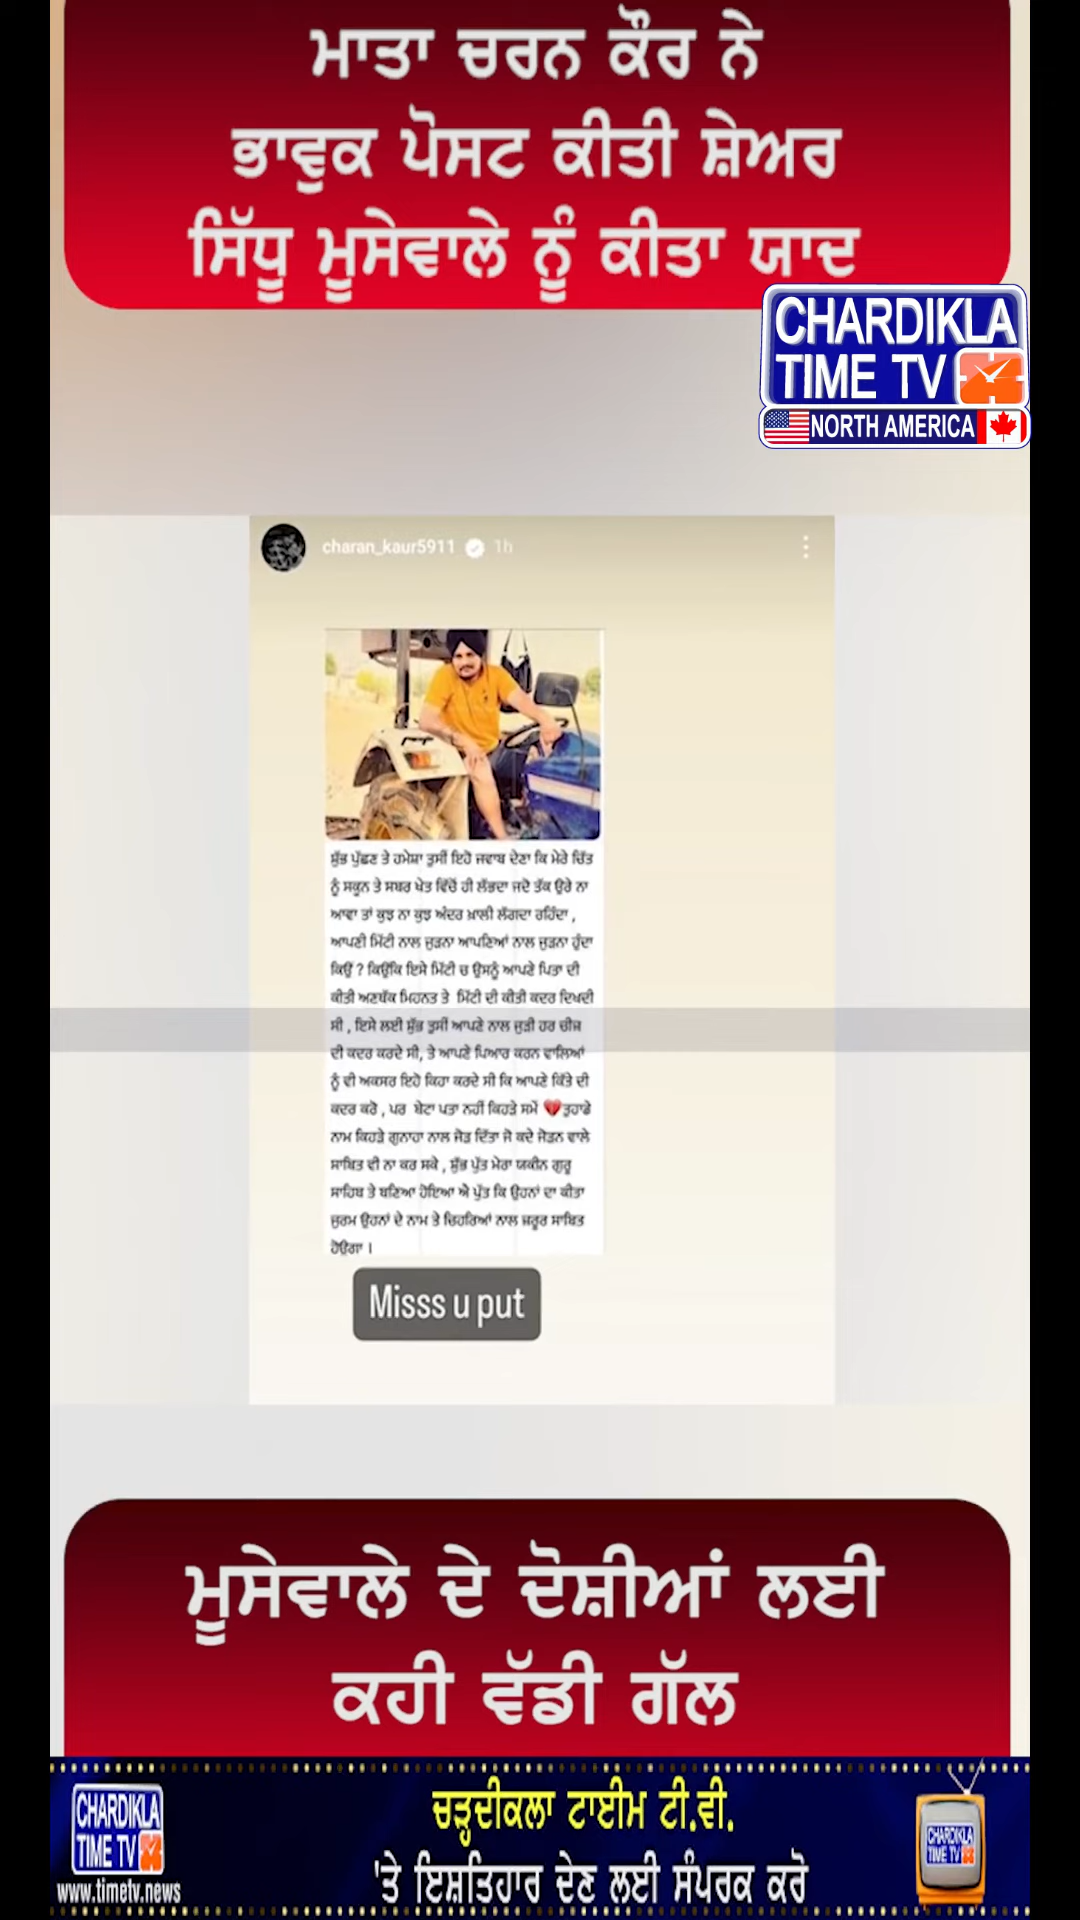 ਮਾਤਾ ਚਰਨ ਕੌਰ ਨੇ
ਭਾਵੁਕ ਪੋਸਟ ਕੀਤੀ ਸ਼ੇਅਰ
ਸਿੱਧੂ ਮੂਸੇਵਾਲੇ ਨੂੰ ਕੀਤਾ ਯਾਦ
CHARDIKLA
TIME TV
NORTH AMERICA
charan_kaur5911 1h
ਸ਼ੁੱਭ ਪੁੱਛਣ ਤੇ ਹਮੇਸ਼ਾ ਤੁਸੀਂ ਇਹੋ ਜਵਾਬ ਦੇਣਾ ਕਿ ਮੇਰੇ ਚਿੱਤ
ਨੂੰ ਸਕੂਨ ਤੇ ਸਬਰ ਖੇਤ ਵਿੱਚੋਂ ਹੀ ਲੱਭਦਾ ਜਦੋ ਤੱਕ ਉਰੇ ਨਾ
ਆਵਾ ਤਾਂ ਕੁਝ ਨਾ ਕੁਝ ਅੰਦਰ ਖ਼ਾਲੀ ਲੱਗਦਾ ਰਹਿੰਦਾ ,
ਆਪਣੀ ਮਿੱਟੀ ਨਾਲ ਜੁੜਨਾ ਆਪਣਿਆਂ ਨਾਲ ਜੁੜਨਾ ਹੁੰਦਾ
ਕਿਉਂ ? ਕਿਉਂਕਿ ਇਸੇ ਮਿੱਟੀ ਚ ਉਸਨੂੰ ਆਪਣੇ ਪਿਤਾ ਦੀ
ਕੀਤੀ ਅਣਥੱਕ ਮਿਹਨਤ ਤੇ ਮਿੱਟੀ ਦੀ ਕੀਤੀ ਕਦਰ ਦਿਖਦੀ
ਸੀ , ਇਸੇ ਲਈ ਸ਼ੁੱਭ ਤੁਸੀਂ ਆਪਣੇ ਨਾਲ ਜੁੜੀ ਹਰ ਚੀਜ਼
ਦੀ ਕਦਰ ਕਰਦੇ ਸੀ, ਤੇ ਆਪਣੇ ਪਿਆਰ ਕਰਨ ਵਾਲਿਆਂ
ਨੂੰ ਵੀ ਅਕਸਰ ਇਹੋ ਕਿਹਾ ਕਰਦੇ ਸੀ ਕਿ ਆਪਣੇ ਕਿੱਤੇ ਦੀ
ਕਦਰ ਕਰੋ , ਪਰ ਬੇਟਾ ਪਤਾ ਨਹੀਂ ਕਿਹੜੇ ਸਮੇਂ 💔ਤੁਹਾਡੇ
ਨਾਮ ਕਿਹੜੇ ਗੁਨਾਹਾ ਨਾਲ ਜੋੜ ਦਿੱਤਾ ਜੋ ਕਦੇ ਜੋੜਨ ਵਾਲੇ
ਸਾਬਿਤ ਵੀ ਨਾ ਕਰ ਸਕੇ , ਸ਼ੁੱਭ ਪੁੱਤ ਮੇਰਾ ਯਕੀਨ ਗੁਰੂ
ਸਾਹਿਬ ਤੇ ਬਣਿਆ ਹੋਇਆ ਐ ਪੁੱਤ ਕਿ ਉਹਨਾਂ ਦਾ ਕੀਤਾ
ਜੁਰਮ ਉਹਨਾਂ ਦੇ ਨਾਮ ਤੇ ਚਿਹਰਿਆਂ ਨਾਲ ਜ਼ਰੂਰ ਸਾਬਿਤ
ਹੋਉਗਾ ।
Misss u put
ਮੂਸੇਵਾਲੇ ਦੇ ਦੋਸ਼ੀਆਂ ਲਈ
ਕਹੀ ਵੱਡੀ ਗੱਲ
CHARDIKLA
TIME TV
www.timetv.news
ਚੜ੍ਹਦੀਕਲਾ ਟਾਈਮ ਟੀ.ਵੀ.
'ਤੇ ਇਸ਼ਤਿਹਾਰ ਦੇਣ ਲਈ ਸੰਪਰਕ ਕਰੋ
CHARDIKLA
TIME TV